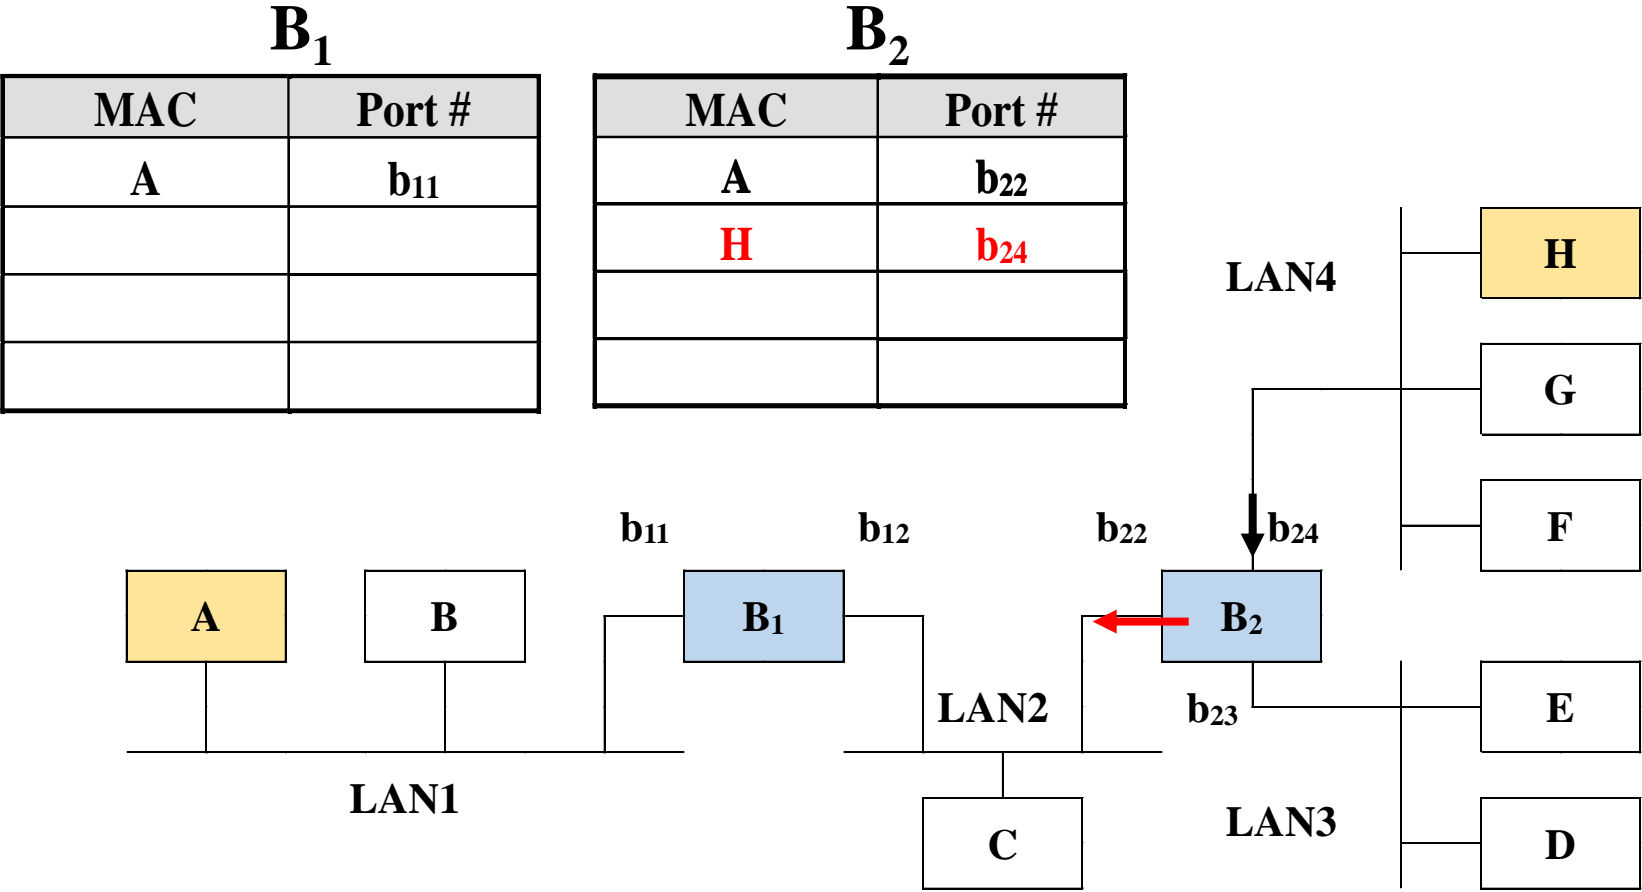 B₁ B₂
MAC Port # MAC Port #
A b₁₁ A b₂₂
H b₂₄
H
LAN4
G
b₁₁ b₁₂ b₂₂ b₂₄ F
A B B₁ B₂
LAN2 b₂₃ E
LAN1
LAN3
C D